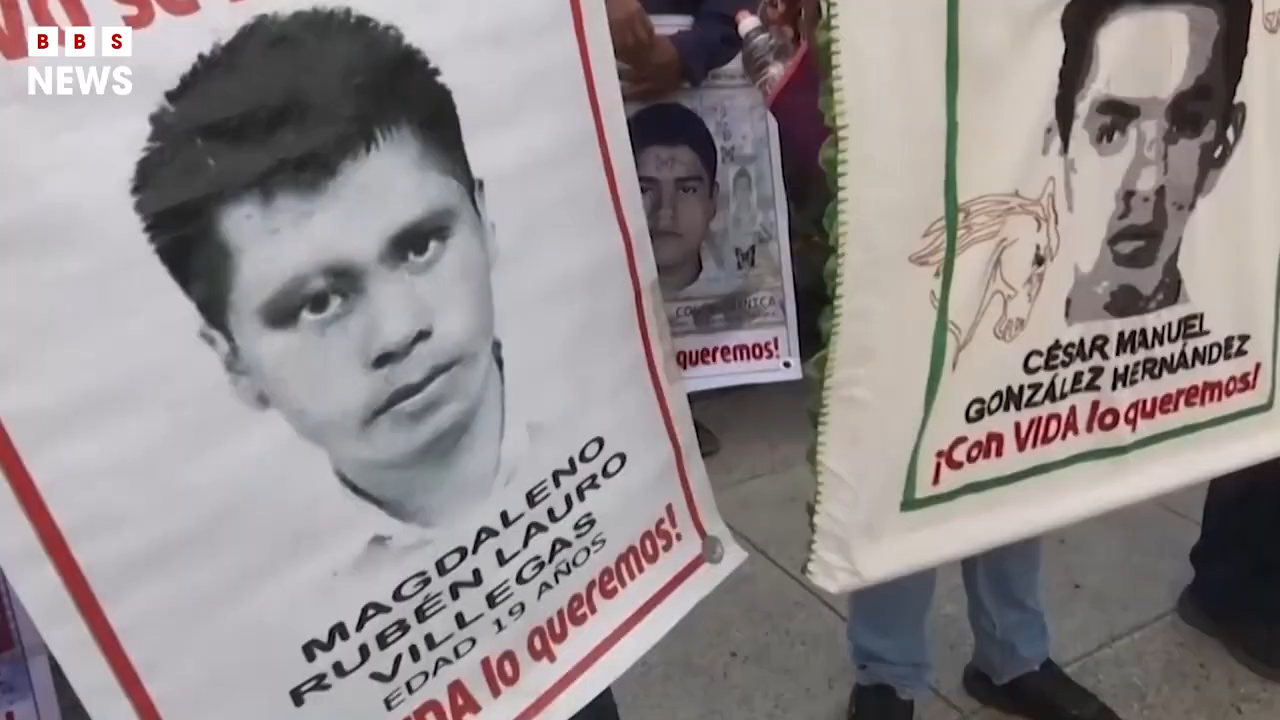 BBS
NEWS
MAGDALENO
RUBÉN LAURO
VILLEGAS
EDAD 19 AÑOS
lo queremos!
queremos!
CÉSAR MANUEL
GONZÁLEZ HERNÁNDEZ
¡Con VIDA lo queremos!